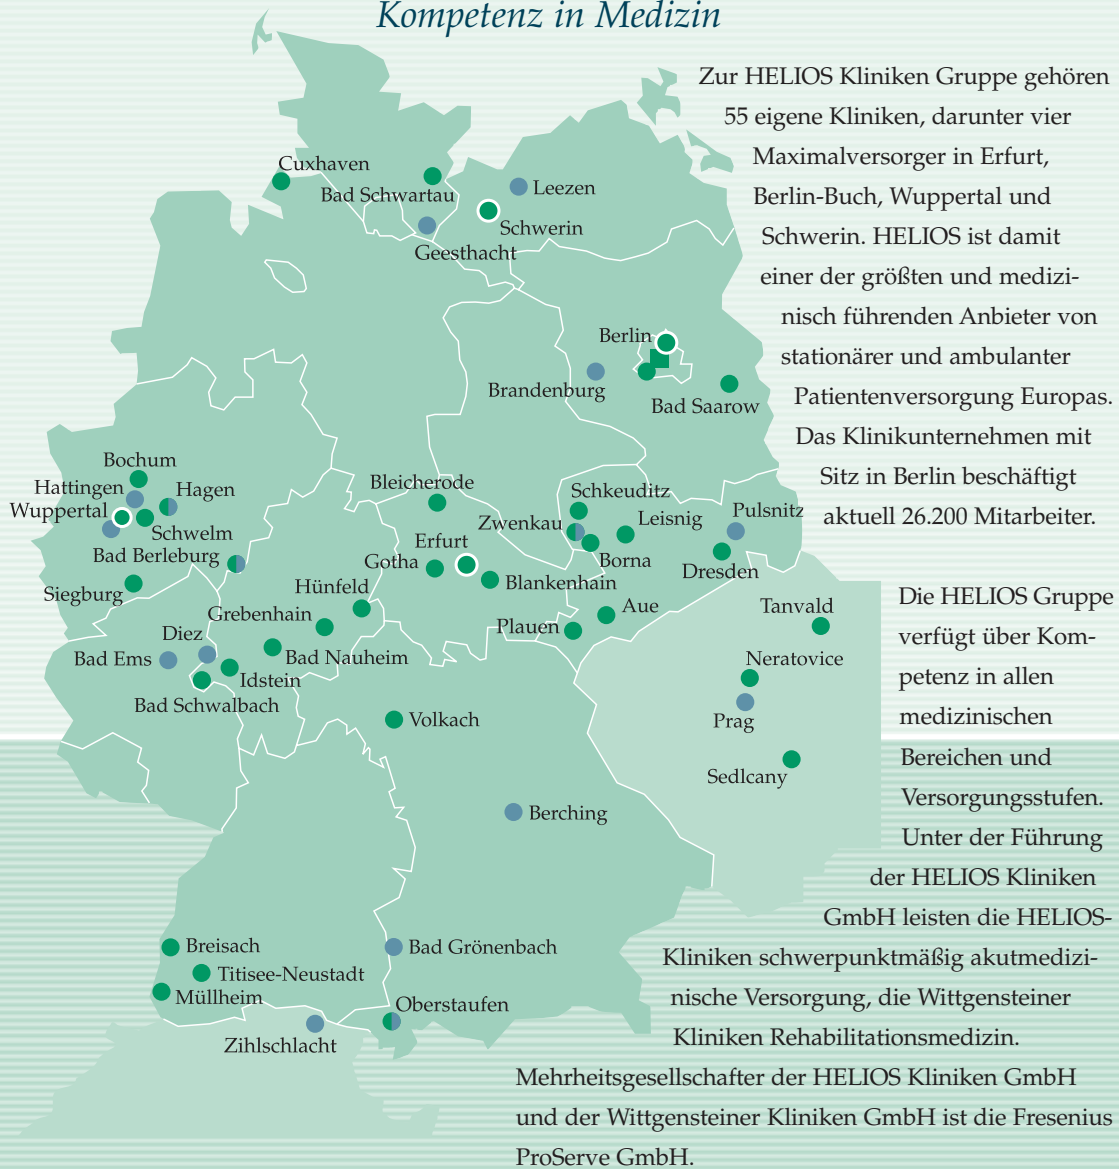 Kompetenz in Medizin
Zur HELIOS Kliniken Gruppe gehören
55 eigene Kliniken, darunter vier
Maximalversorger in Erfurt,
Berlin-Buch, Wuppertal und
Schwerin. HELIOS ist damit
einer der größten und medizi-
nisch führenden Anbieter von
stationärer und ambulanter
Patientenversorgung Europas.
Das Klinikunternehmen mit
Sitz in Berlin beschäftigt
aktuell 26.200 Mitarbeiter.
Die HELIOS Gruppe
verfügt über Kom-
petenz in allen
medizinischen
Bereichen und
Versorgungsstufen.
Unter der Führung
der HELIOS Kliniken
GmbH leisten die HELIOS-
Kliniken schwerpunktmäßig akutmedizi-
nische Versorgung, die Wittgensteiner
Kliniken Rehabilitationsmedizin.
Mehrheitsgesellschafter der HELIOS Kliniken GmbH
und der Wittgensteiner Kliniken GmbH ist die Fresenius
ProServe GmbH.
Cuxhaven
Bad Schwartau
Leezen
Schwerin
Geesthacht
Berlin
Brandenburg
Bad Saarow
Bochum
Hattingen
Hagen
Wuppertal
Schwelm
Bad Berleburg
Siegburg
Bleicherode
Schkeuditz
Zwenkau
Leisnig
Pulsnitz
Erfurt
Borna
Gotha
Dresden
Blankenhain
Hünfeld
Grebenhain
Aue
Plauen
Tanvald
Diez
Bad Ems
Bad Nauheim
Idstein
Bad Schwalbach
Neratovice
Prag
Volkach
Sedlcany
Berching
Breisach
Bad Grönenbach
Titisee-Neustadt
Müllheim
Oberstaufen
Zihlschlacht